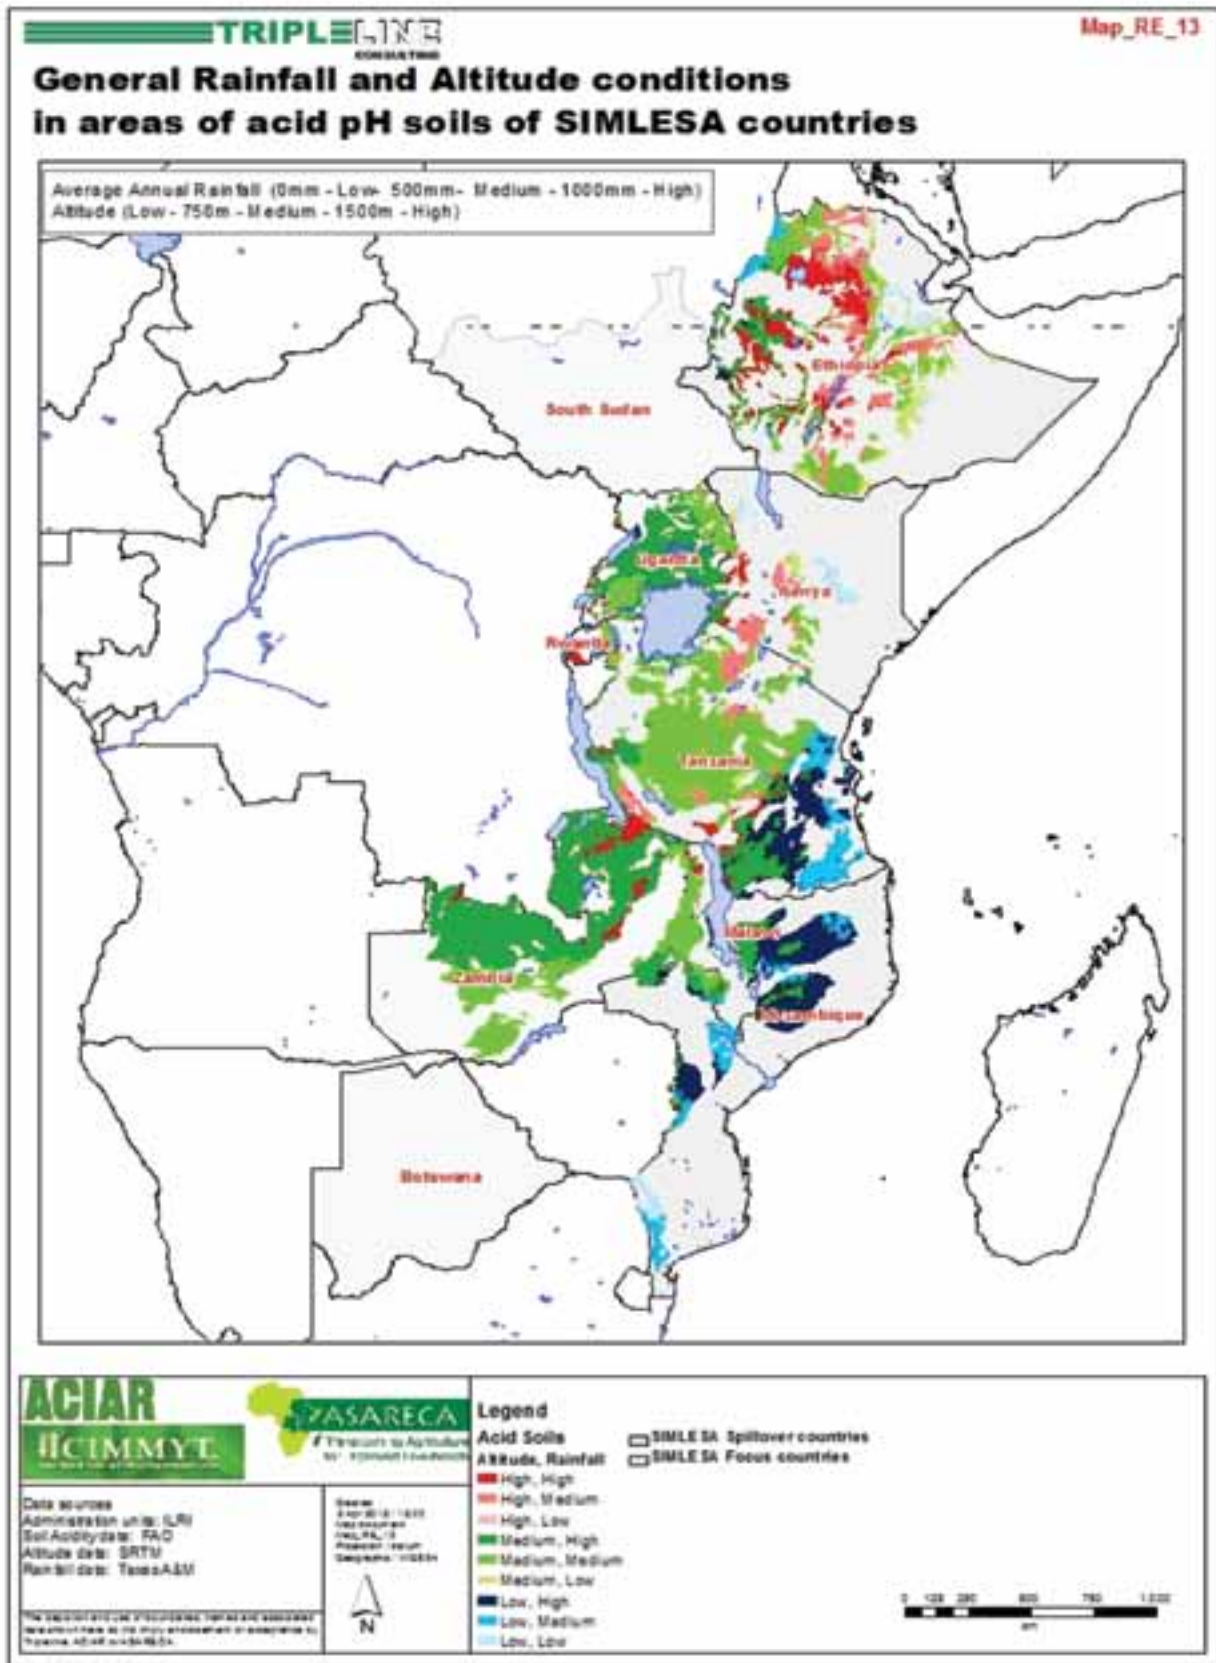 TRIPLELINE
CONSULTING
Map_RE_13
General Rainfall and Altitude conditions
in areas of acid pH soils of SIMLESA countries
Average Annual Rainfall (0mm - Low- 500mm- Medium - 1000mm - High)
Altitude (Low - 750m - Medium - 1500m - High)
Ethiopia
South Sudan
Uganda
Kenya
Rwanda
Tanzania
Malawi
Zambia
Mozambique
Botswana
ACIAR
CIMMYT
ASARECA
Data sources
Administration units: ILRI
Soil Acidity data: FAO
Altitude data: SRTM
Rainfall data: Texas A&M
N
Legend
Acid Soils
Altitude, Rainfall
High, High
High, Medium
High, Low
Medium, High
Medium, Medium
Medium, Low
Low, High
Low, Medium
Low, Low
SIMLESA Spillover countries
SIMLESA Focus countries